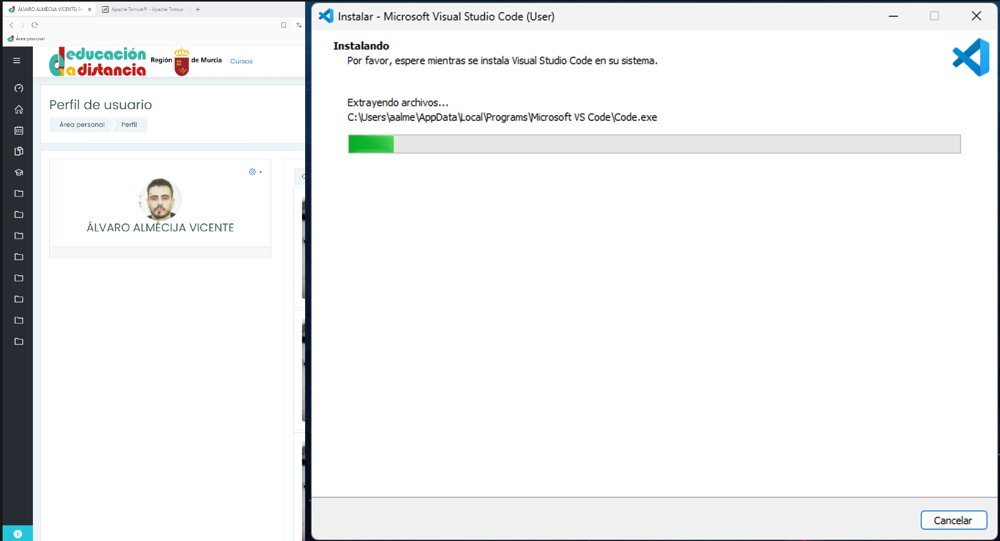 ÁLVARO ALMÉCIJA VICENTE: Pe
Apache Tomcat® - Apache Tomcat
Área personal
educación
a distancia
Región de Murcia
Cursos
Perfil de usuario
Área personal
Perfil
ÁLVARO ALMÉCIJA VICENTE
Instalar - Microsoft Visual Studio Code (User)
Instalando
Por favor, espere mientras se instala Visual Studio Code en su sistema.
Extrayendo archivos...
C:\Users\aalme\AppData\Local\Programs\Microsoft VS Code\Code.exe
Cancelar